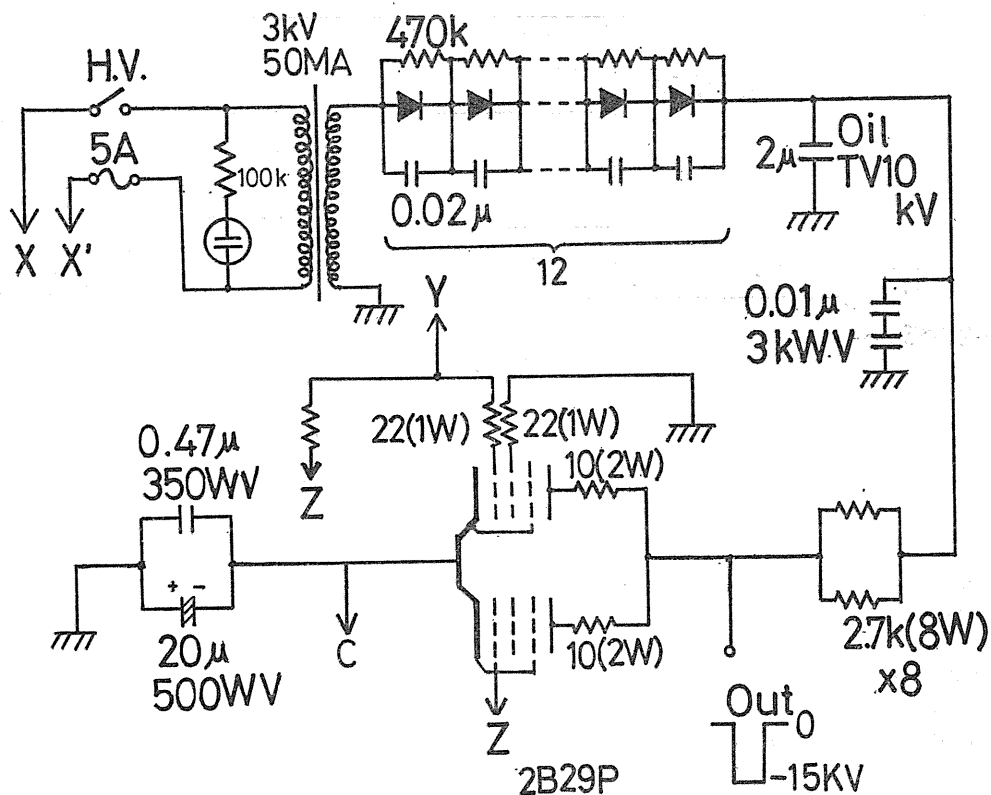 H.V.
5A
X
X'
100k
3kV
50MA
470k
0.02μ
12
2μ
Oil
TV10
kV
0.01μ
3kWV
Y
Z
22(1W)
22(1W)
10(2W)
0.47μ
350WV
+ -
20μ
500WV
C
Z
10(2W)
2B29P
2.7k(8W)
x8
Out
0
-15KV